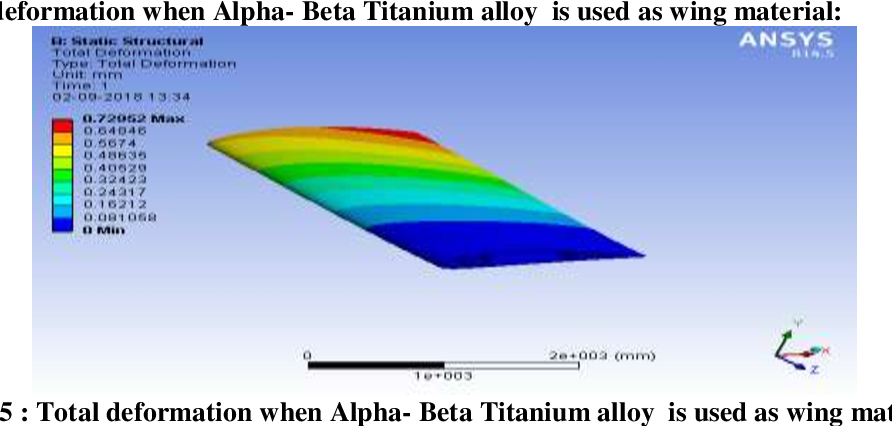 deformation when Alpha- Beta Titanium alloy is used as wing material:
B: Static Structural
Total Deformation
Type: Total Deformation
Unit: mm
Time: 1
02-09-2018 13:34
0.72952 Max
0.64846
0.5674
0.48635
0.40529
0.32423
0.24317
0.16212
0.081058
0 Min
ANSYS
R14.5
0
2e+003 (mm)
1e+003
Y
X
Z
5 : Total deformation when Alpha- Beta Titanium alloy is used as wing mat